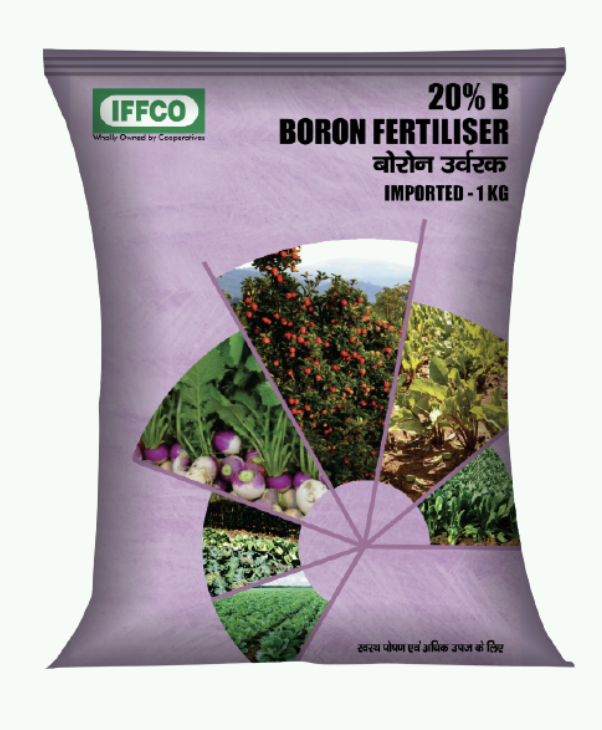 IFFCO
Wholly Owned by Cooperatives
20% B
BORON FERTILISER
बोरोन उर्वरक
IMPORTED - 1 KG
स्वस्थ पोषण एवं अधिक उपज के लिए